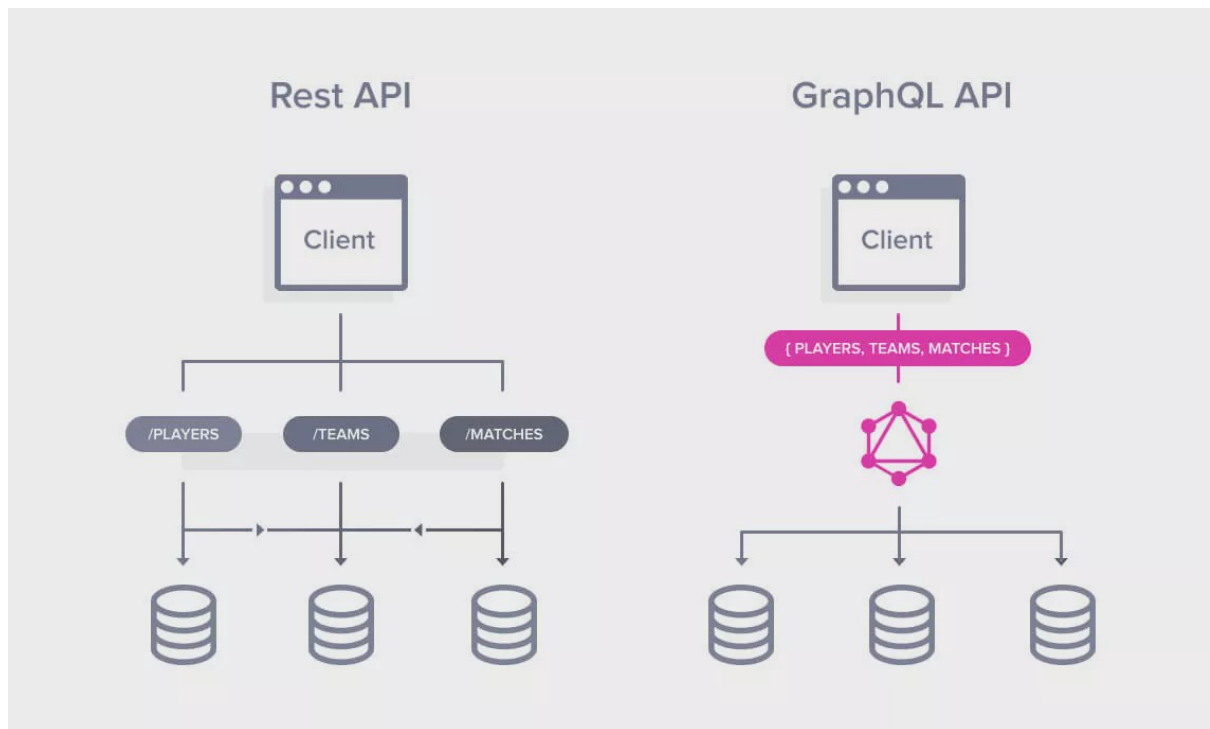 Rest API
GraphQL API
Client
Client
{ PLAYERS, TEAMS, MATCHES }
/PLAYERS
/TEAMS
/MATCHES